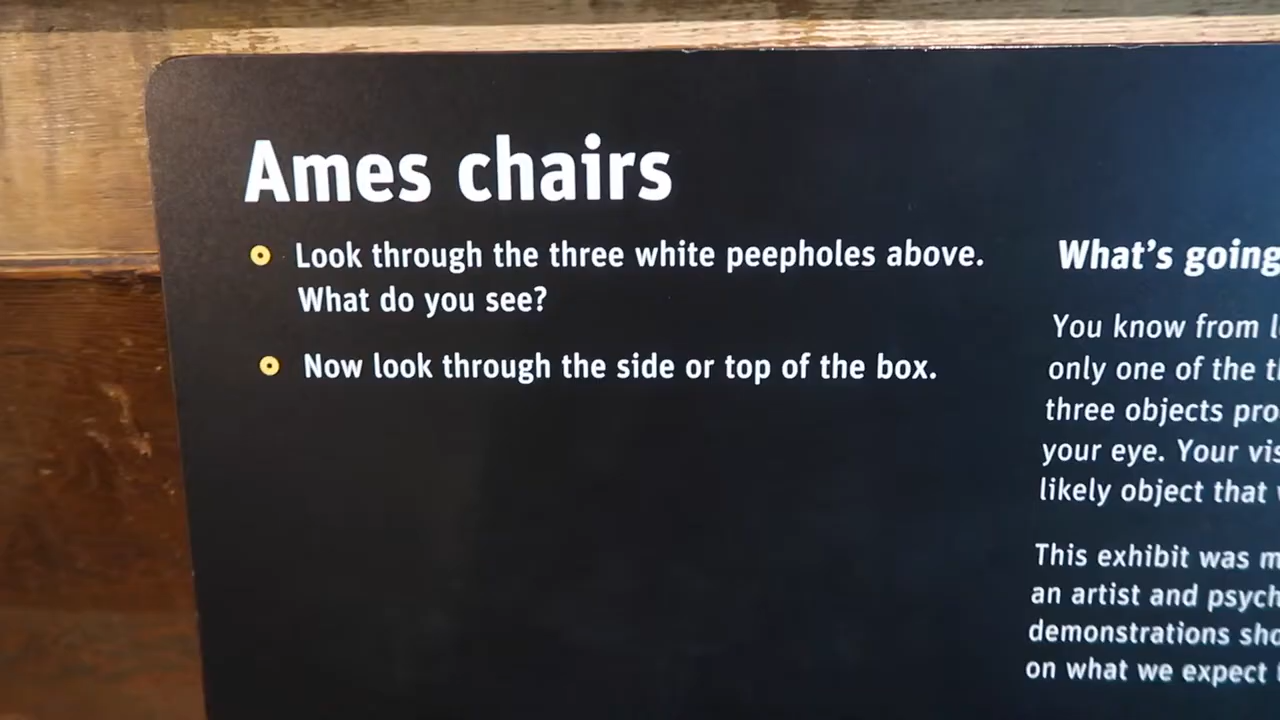 Ames chairs
Look through the three white peepholes above.
What do you see?
Now look through the side or top of the box.
What's going
You know from
only one of the
three objects
your eye. Your
likely object that
This exhibit was
an artist and
demonstrations
on what we expect